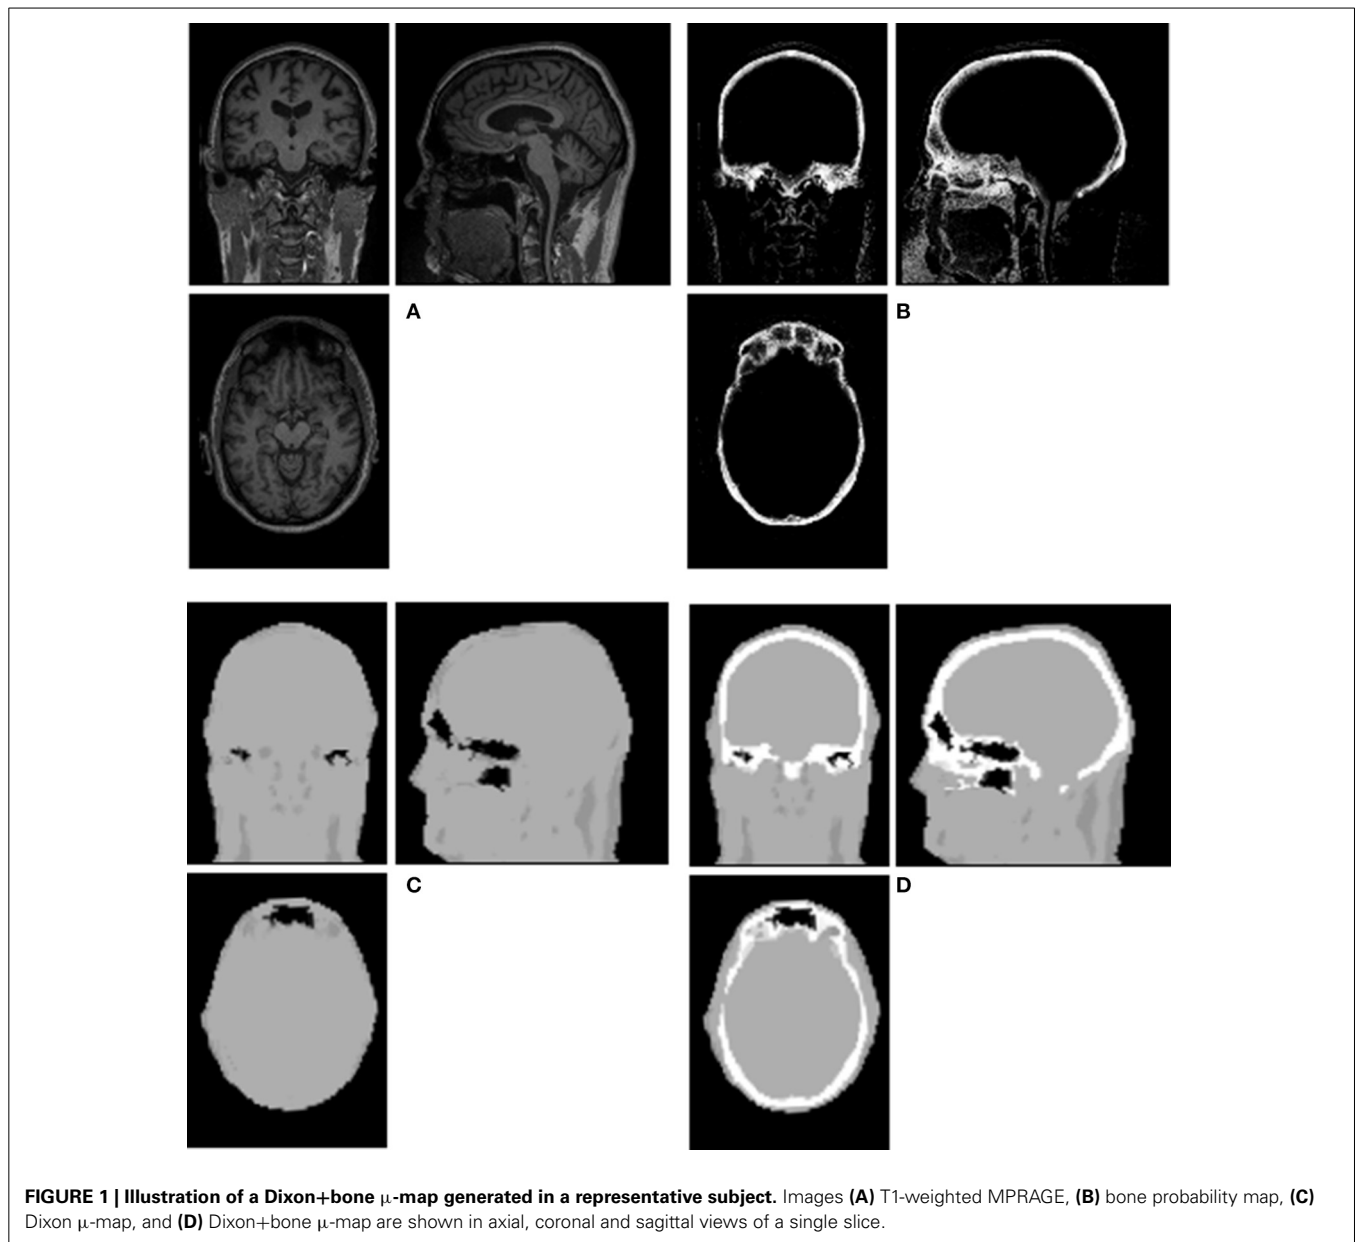 A
B
C
D
FIGURE 1 | Illustration of a Dixon+bone μ-map generated in a representative subject. Images (A) T1-weighted MPRAGE, (B) bone probability map, (C)
Dixon μ-map, and (D) Dixon+bone μ-map are shown in axial, coronal and sagittal views of a single slice.